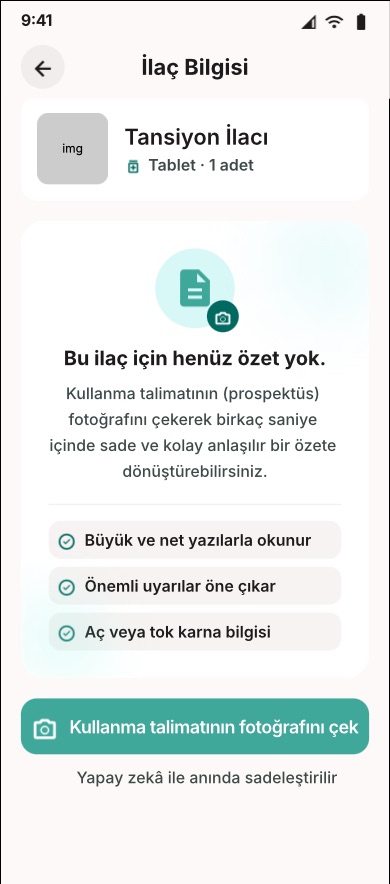 9:41
İlaç Bilgisi
img
Tansiyon İlacı
Tablet · 1 adet
Bu ilaç için henüz özet yok.
Kullanma talimatının (prospektüs)
fotoğrafını çekerek birkaç saniye
içinde sade ve kolay anlaşılır bir özete
dönüştürebilirsiniz.
Büyük ve net yazılarla okunur
Önemli uyarılar öne çıkar
Aç veya tok karna bilgisi
Kullanma talimatının fotoğrafını çek
Yapay zekâ ile anında sadeleştirilir